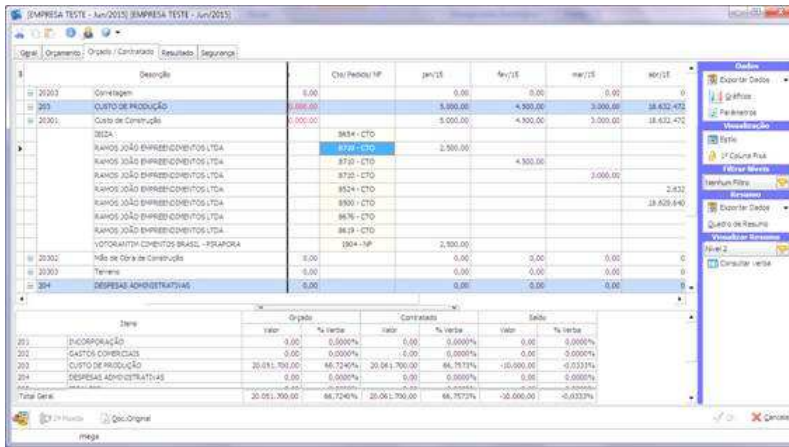 [EMPRESA TESTE - Jun/2015] [EMPRESA TESTE - Jun/2015]
Geral Orçamento Orçado / Contratado Resultado Segurança
Descrição Cto/ Pedido/ NF jan/15 fev/15 mar/15 abr/15
20203 Corretagem 0,00 0,00 0,00 0,00
203 CUSTO DE PRODUÇÃO 5.000,00 4.500,00 3.000,00 18.632.472
20301 Custo de Construção 5.000,00 4.500,00 3.000,00 18.632.472
IBIZA 8654 - CTO
RAMOS JOÃO EMPREENDIMENTOS LTDA 2.500,00
RAMOS JOÃO EMPREENDIMENTOS LTDA 8710 - CTO 4.500,00
RAMOS JOÃO EMPREENDIMENTOS LTDA 8710 - CTO 3.000,00
RAMOS JOÃO EMPREENDIMENTOS LTDA 9524 - CTO 2.632
RAMOS JOÃO EMPREENDIMENTOS LTDA 8500 - CTO 18.629.840
RAMOS JOÃO EMPREENDIMENTOS LTDA 8676 - CTO
RAMOS JOÃO EMPREENDIMENTOS LTDA 8619 - CTO
VOTORANTIM CIMENTOS BRASIL - PIRAPORA 1904 - NF 2.500,00
20302 Mão de Obra de Construção 0,00 0,00 0,00 0,00
20303 Terreno 0,00 0,00 0,00 0,00
204 DESPESAS ADMINISTRATIVAS 0,00 0,00 0,00 0,00
Dados
Exportar Dados
Gráficos
Parâmetros
Visualização
Estilo
1ª Coluna Fixa
Filtrar Níveis
Nenhum Filtro
Resumo
Exportar Dados
Quadro de Resumo
Visualizar Resumo
Nível 2
Consultar Verba
Itens Orçado Contratado Saldo
Valor % Verba Valor % Verba Valor % Verba
201 INCORPORAÇÃO 0,00 0,0000% 0,00 0,0000% 0,00 0,0000%
202 GASTOS COMERCIAIS 0,00 0,0000% 0,00 0,0000% 0,00 0,0000%
203 CUSTO DE PRODUÇÃO 20.051.700,00 66,7240% 20.061.700,00 66,7573% -10.000,00 -0,0333%
204 DESPESAS ADMINISTRATIVAS 0,00 0,0000% 0,00 0,0000% 0,00 0,0000%
Total Geral 20.051.700,00 66,7240% 20.061.700,00 66,7573% -10.000,00 -0,0333%
2ª Moeda Doc.Original Cancela
mega